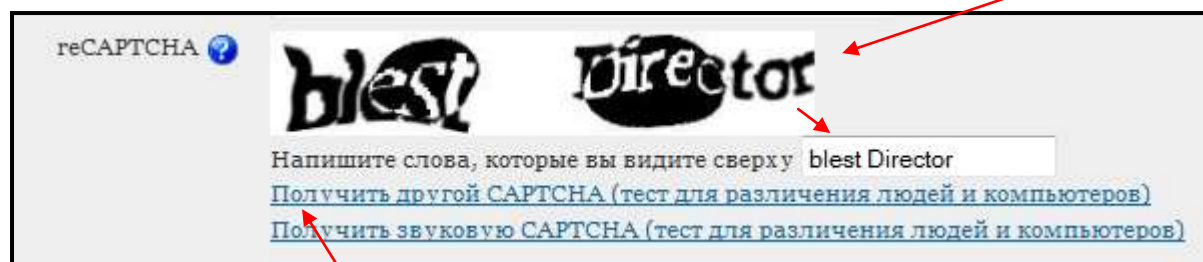 reCAPTCHA ?
blest Director
Напишите слова, которые вы видите сверху blest Director
Получить другой CAPTCHA (тест для различения людей и компьютеров)
Получить звуковую CAPTCHA (тест для различения людей и компьютеров)